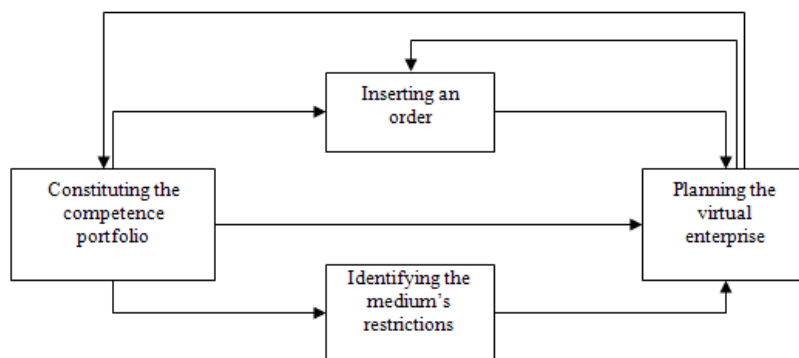 Inserting an
order
Constituting the
competence
portfolio
Planning the
virtual
enterprise
Identifying the
medium's
restrictions